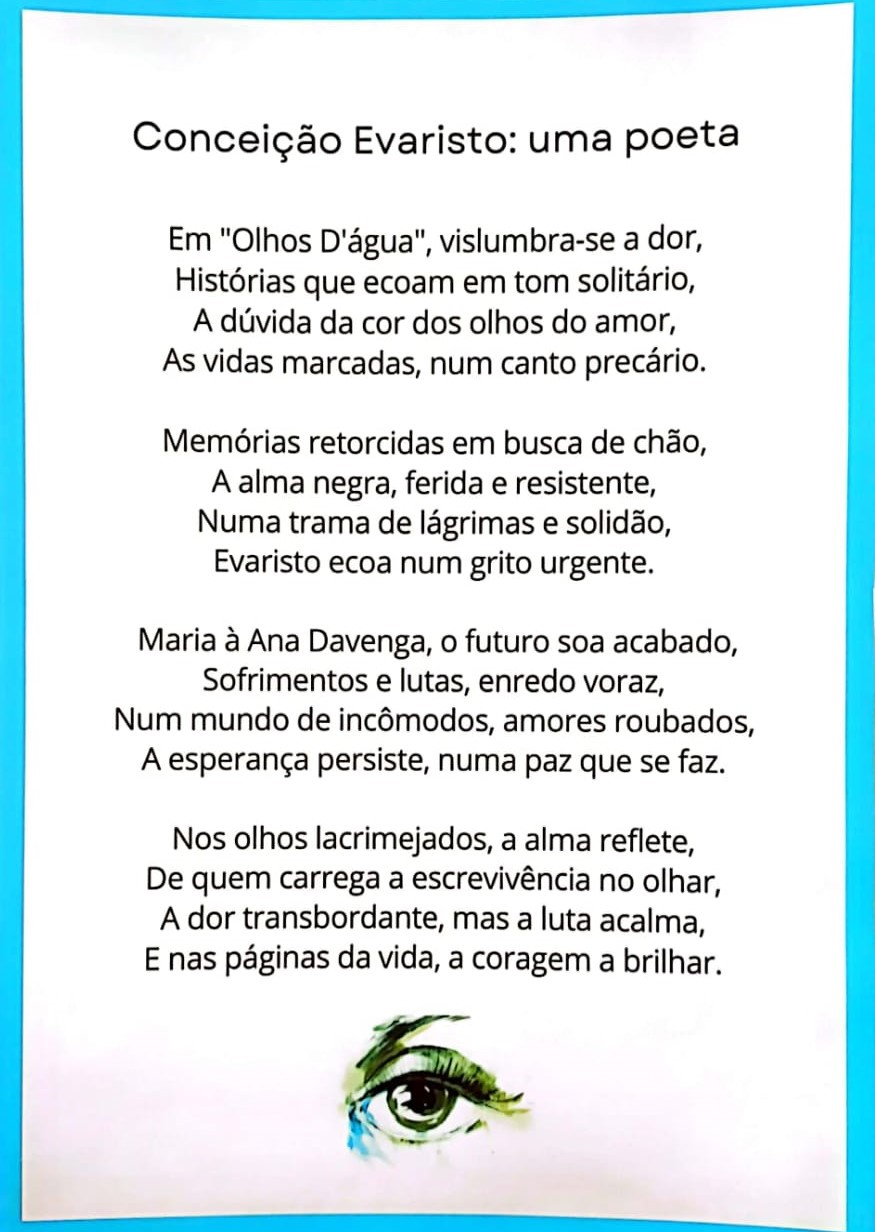 Conceição Evaristo: uma poeta
Em "Olhos D'água", vislumbra-se a dor,
Histórias que ecoam em tom solitário,
A dúvida da cor dos olhos do amor,
As vidas marcadas, num canto precário.
Memórias retorcidas em busca de chão,
A alma negra, ferida e resistente,
Numa trama de lágrimas e solidão,
Evaristo ecoa num grito urgente.
Maria à Ana Davenga, o futuro soa acabado,
Sofrimentos e lutas, enredo voraz,
Num mundo de incômodos, amores roubados,
A esperança persiste, numa paz que se faz.
Nos olhos lacrimejados, a alma reflete,
De quem carrega a escrevivência no olhar,
A dor transbordante, mas a luta acalma,
E nas páginas da vida, a coragem a brilhar.